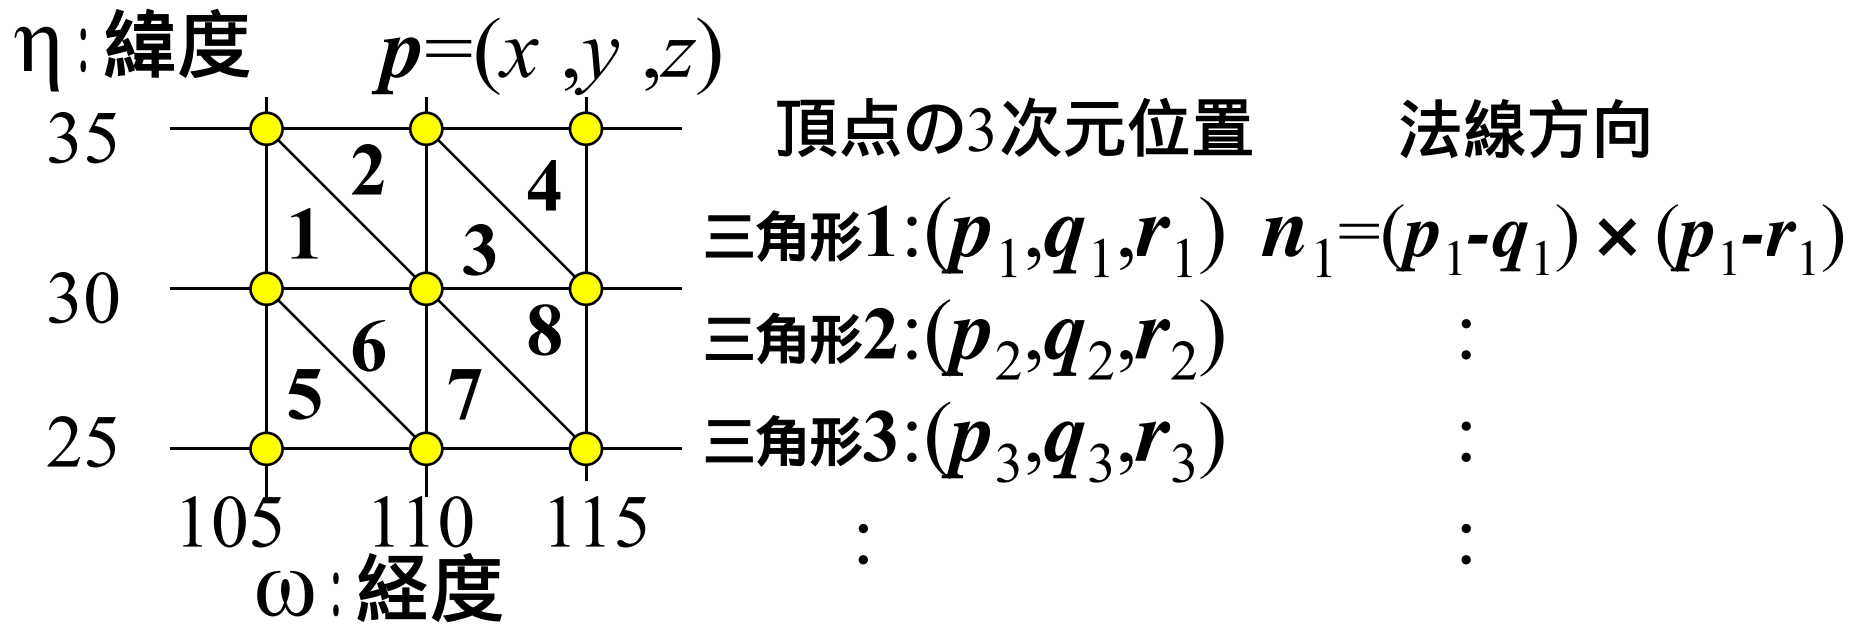 η:緯度
p=(x ,y ,z)
35
30
25
2
4
1
3
6
8
5
7
105 110 115
ω:経度
頂点の3次元位置 法線方向
三角形1:(p1,q1,r1) n1=(p1-q1)×(p1-r1)
三角形2:(p2,q2,r2) :
三角形3:(p3,q3,r3) :
: :